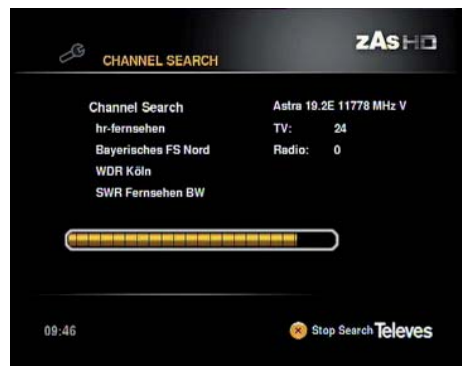 zAs HD
CHANNEL SEARCH
Channel Search
Astra 19.2E 11778 MHz V
hr-fernsehen
TV: 24
Bayerisches FS Nord
Radio: 0
WDR Köln
SWR Fernsehen BW
09:46
Stop Search Televes